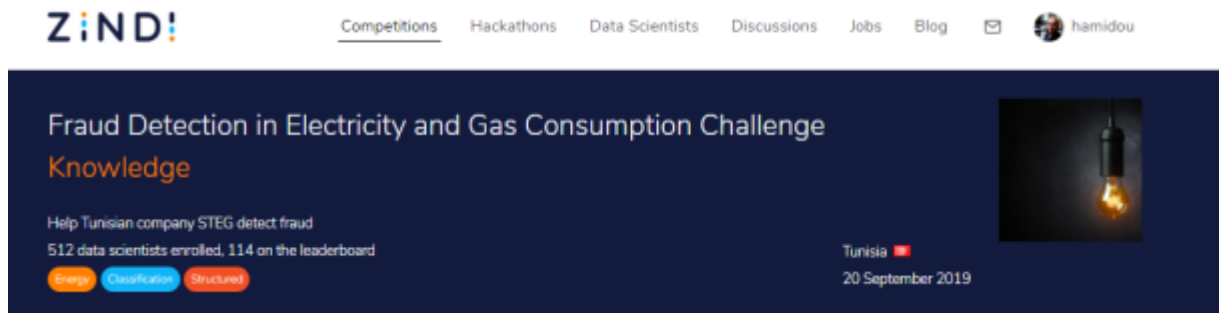 ZiND!
Competitions Hackathons Data Scientists Discussions Jobs Blog hamidou
Fraud Detection in Electricity and Gas Consumption Challenge
Knowledge
Help Tunisian company STEG detect fraud
512 data scientists enrolled, 114 on the leaderboard
Tunisia
Energy Classification Structured
20 September 2019